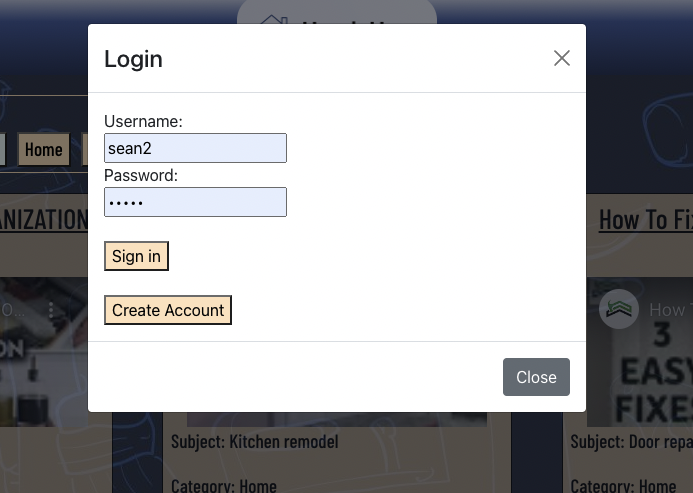 Login
Username:
sean2
Password:
•••••
Sign in
Create Account
Close
Home
ANIZATION
How To Fix
O...
ON
How T
3
EASY
FIXES
Subject: Kitchen remodel
Category: Home
Subject: Door repa
Category: Home